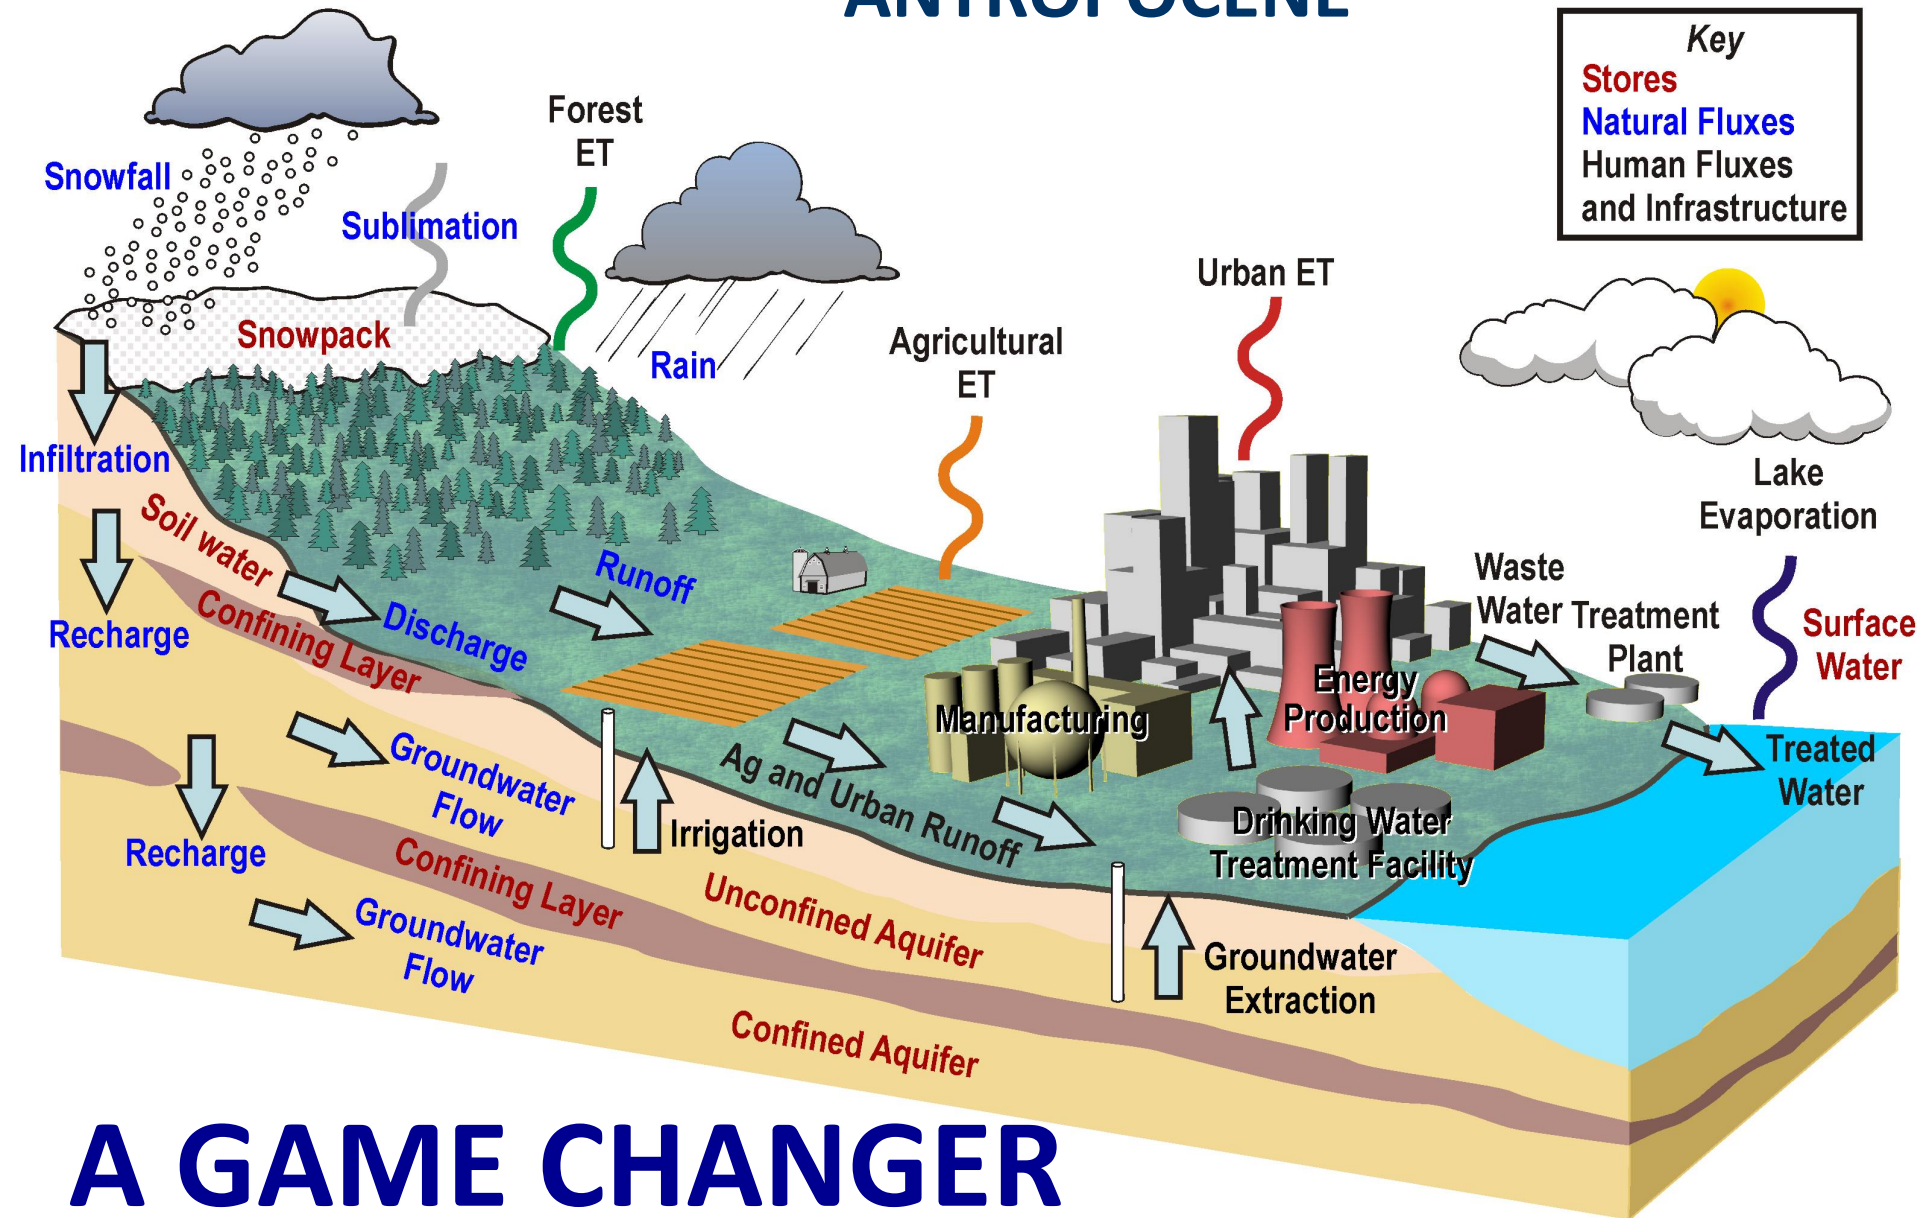 ANTROPOCENE
Key
Stores
Natural Fluxes
Human Fluxes
and Infrastructure
Forest
ET
Snowfall
Sublimation
Snowpack
Rain
Urban ET
Agricultural
ET
Infiltration
Lake
Evaporation
Soil water
Runoff
Waste
Water
Treatment
Plant
Surface
Water
Recharge
Confining Layer
Discharge
Energy
Production
Manufacturing
Treated
Water
Groundwater
Flow
Ag and Urban Runoff
Irrigation
Drinking Water
Treatment Facility
Recharge
Confining Layer
Unconfined Aquifer
Groundwater
Flow
Groundwater
Extraction
Confined Aquifer
A GAME CHANGER